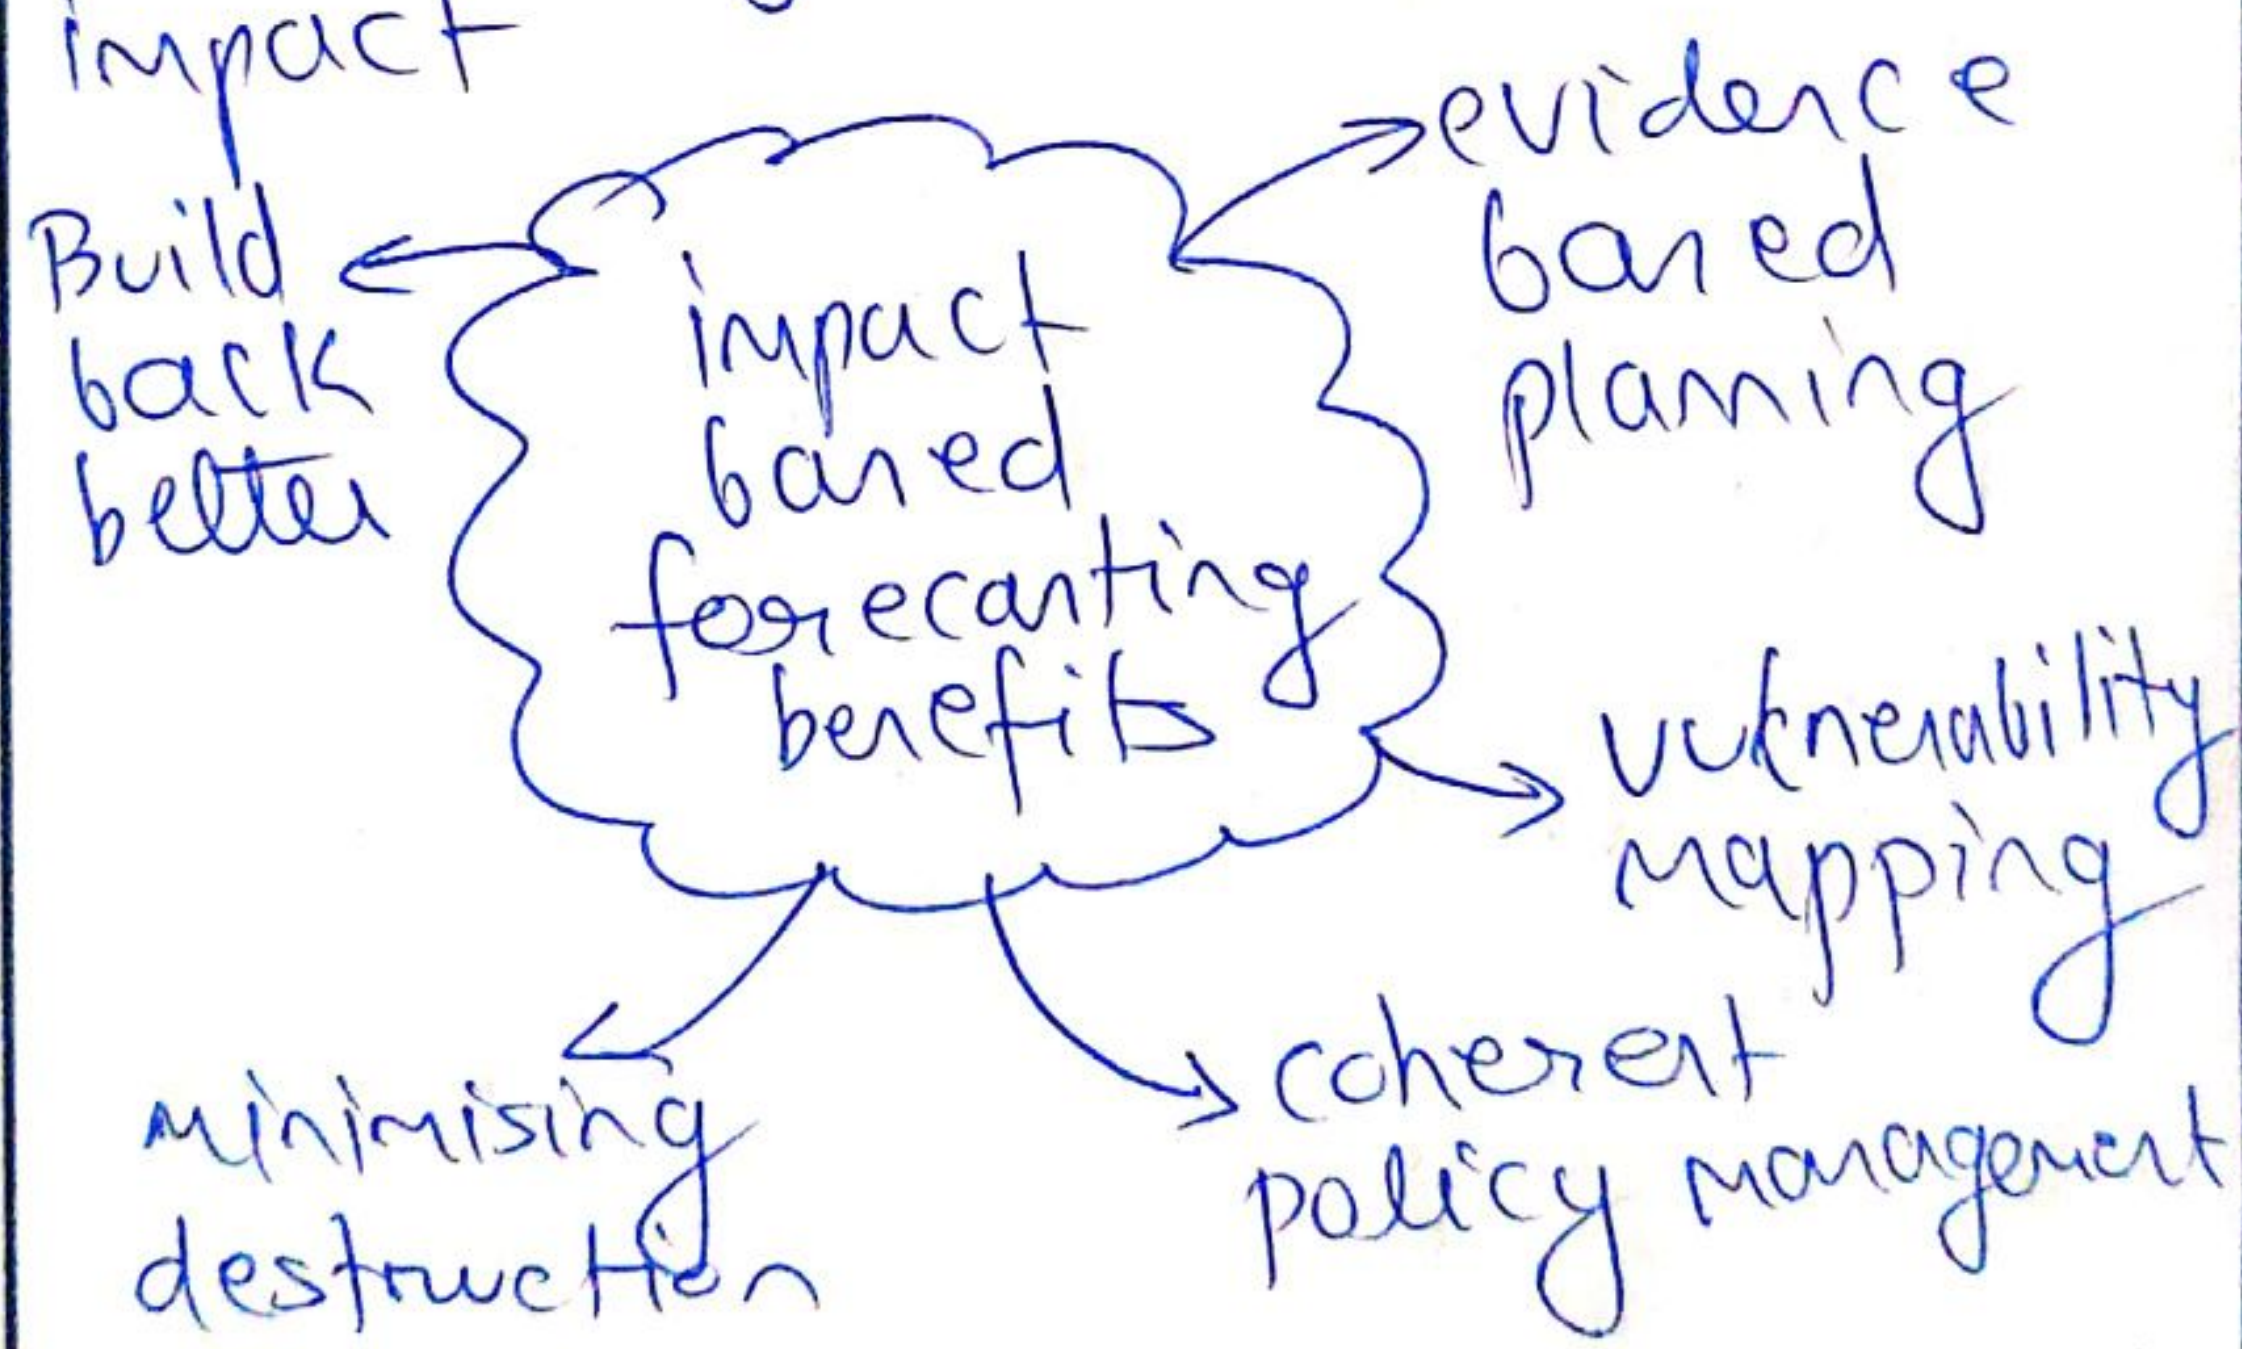 impact
Build
back
better
impact
based
forecasting
benefits
evidence
based
planning
vulnerability
mapping
coherent
policy management
minimising
destruction